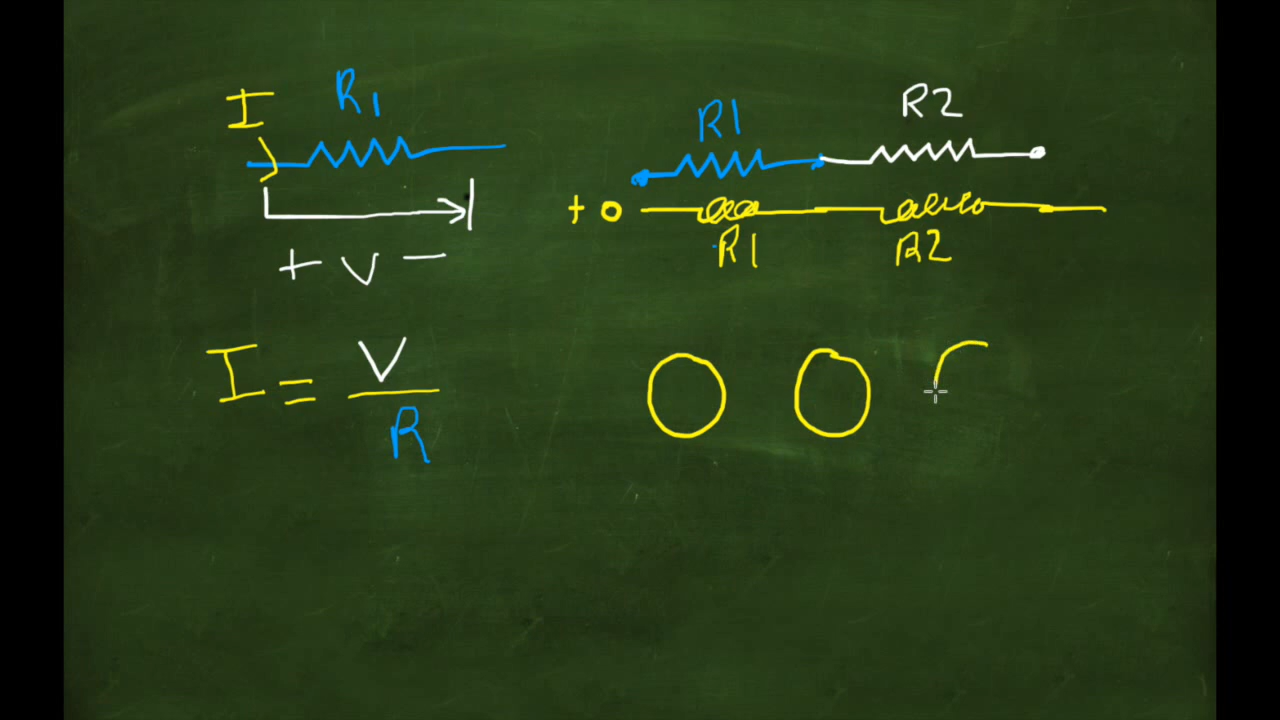 I R1
+ V -
I = V / R
R1 R2
+ o
R1 R2